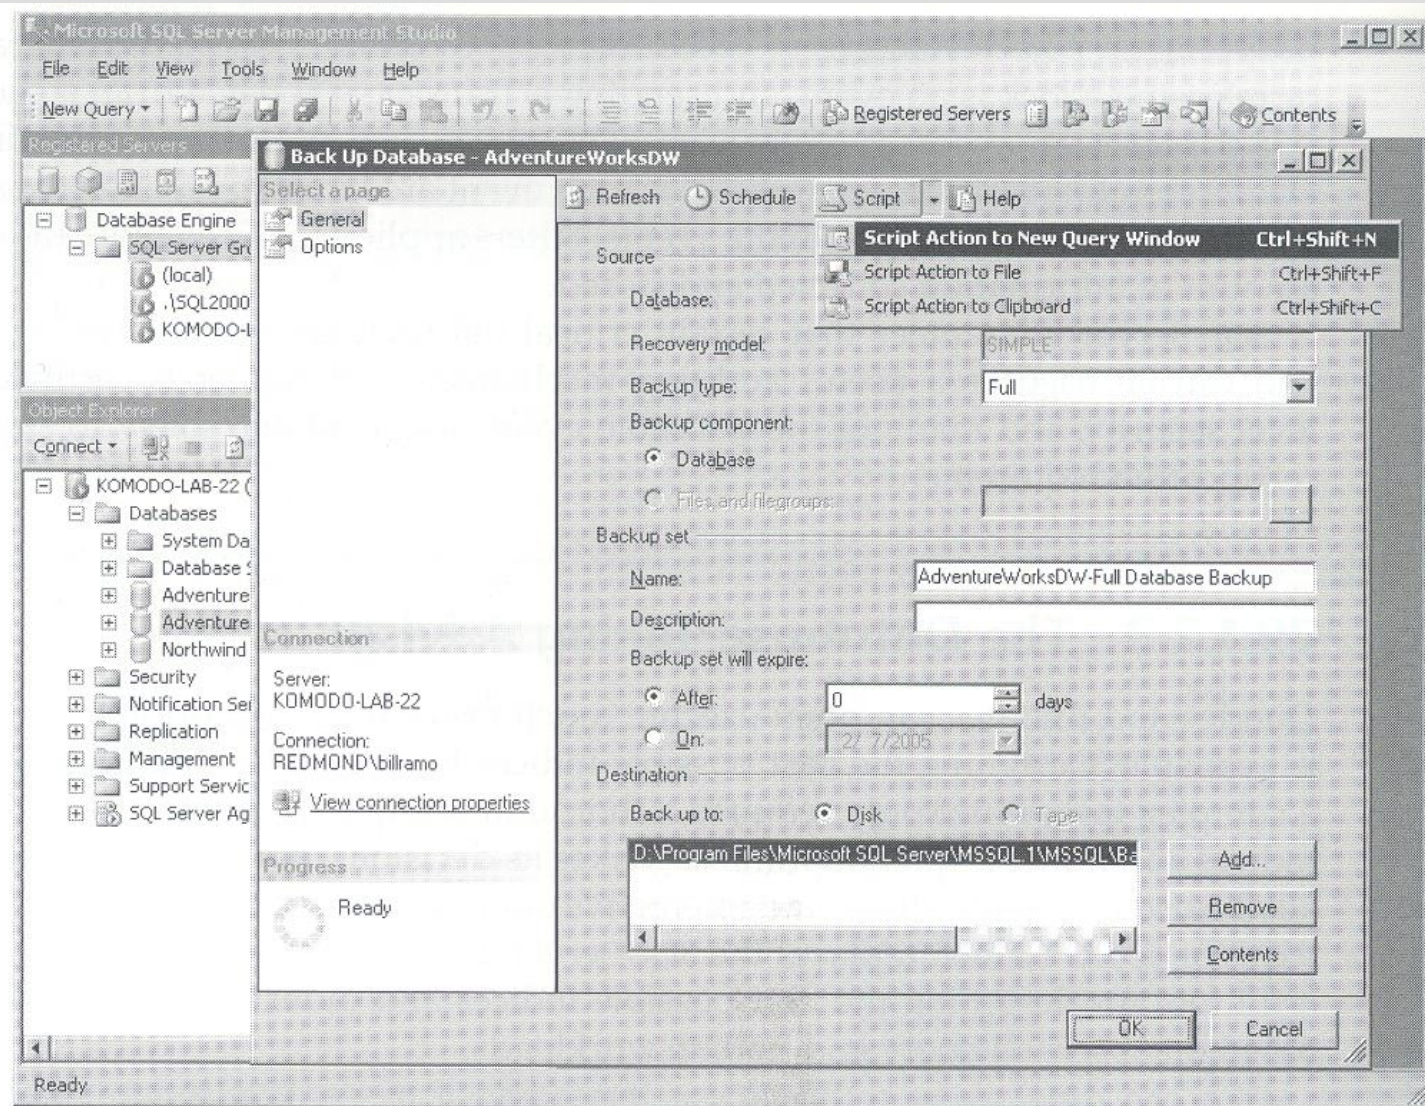 Microsoft SQL Server Management Studio
File Edit View Tools Window Help
New Query Registered Servers Contents
Registered Servers
Database Engine
SQL Server Gro
(local)
.\SQL2000
KOMODO-L
Object Explorer
Connect
KOMODO-LAB-22 (
Databases
System Da
Database S
Adventure
Adventure
Northwind
Security
Notification Ser
Replication
Management
Support Servic
SQL Server Ag
Back Up Database - AdventureWorksDW
Select a page
General
Options
Connection
Server:
KOMODO-LAB-22
Connection:
REDMOND\billramo
View connection properties
Progress
Ready
Refresh Schedule Script Help
Script Action to New Query Window Ctrl+Shift+N
Script Action to File Ctrl+Shift+F
Script Action to Clipboard Ctrl+Shift+C
Source
Database:
Recovery model: SIMPLE
Backup type: Full
Backup component:
Database
Files and filegroups:
Backup set
Name: AdventureWorksDW-Full Database Backup
Description:
Backup set will expire:
After: 0 days
On: 2/ 7/2005
Destination
Back up to: Disk Tape
D:\Program Files\Microsoft SQL Server\MSSQL.1\MSSQL\Ba
Add...
Remove
Contents
OK Cancel
Ready